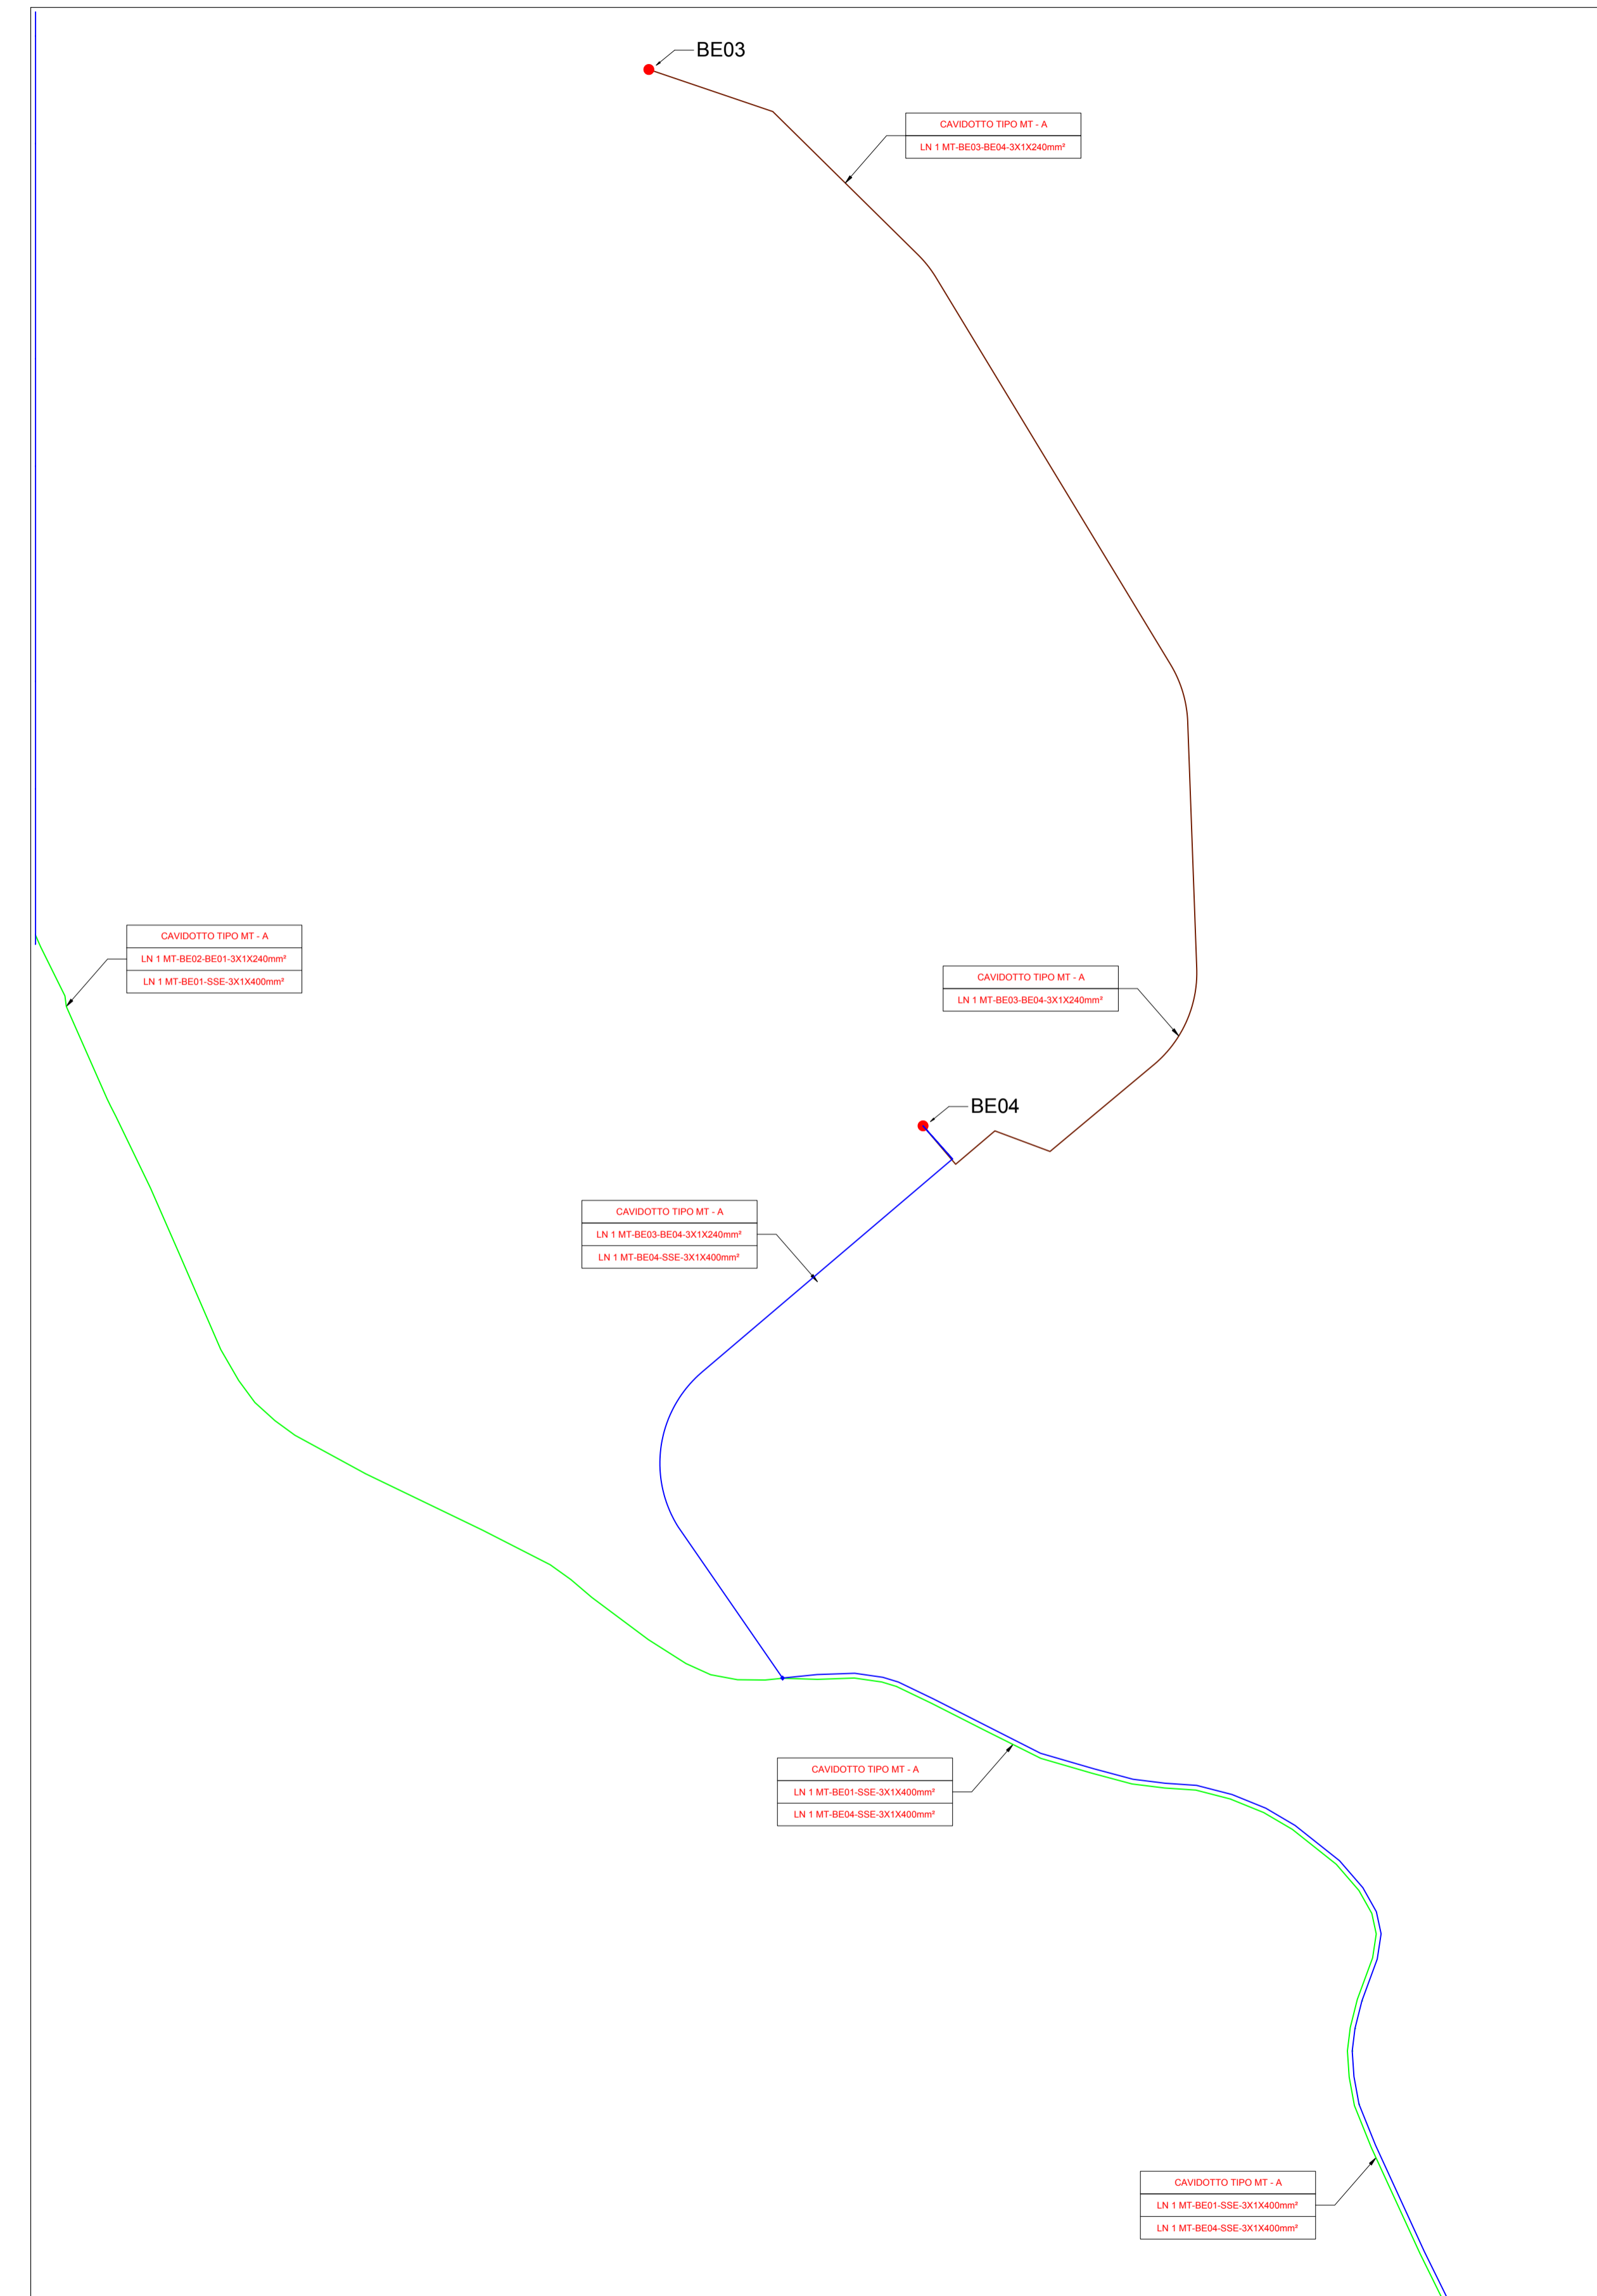 BE03
CAVIDOTTO TIPO MT - A
LN 1 MT-BE03-BE04-3X1X240mm²
CAVIDOTTO TIPO MT - A
LN 1 MT-BE02-BE01-3X1X240mm²
LN 1 MT-BE01-SSE-3X1X400mm²
CAVIDOTTO TIPO MT - A
LN 1 MT-BE03-BE04-3X1X240mm²
BE04
CAVIDOTTO TIPO MT - A
LN 1 MT-BE03-BE04-3X1X240mm²
LN 1 MT-BE04-SSE-3X1X400mm²
CAVIDOTTO TIPO MT - A
LN 1 MT-BE01-SSE-3X1X400mm²
LN 1 MT-BE04-SSE-3X1X400mm²
CAVIDOTTO TIPO MT - A
LN 1 MT-BE01-SSE-3X1X400mm²
LN 1 MT-BE04-SSE-3X1X400mm²